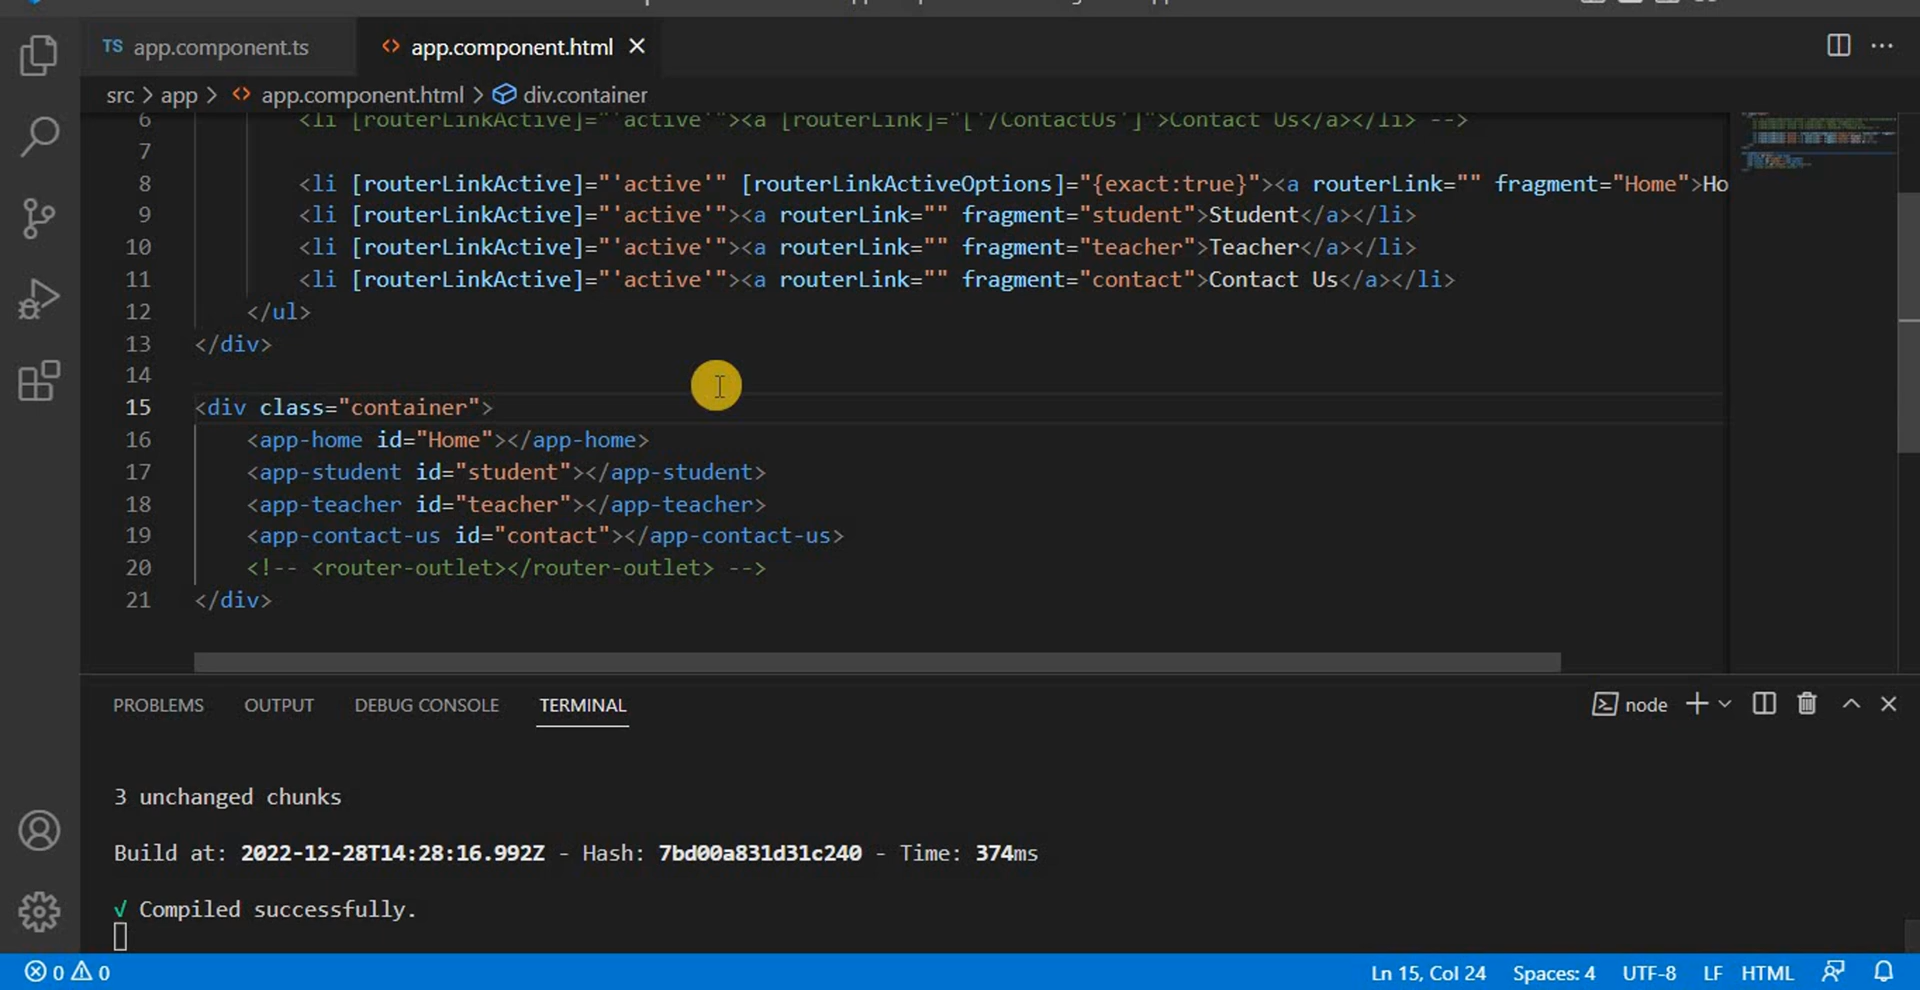 TS app.component.ts
<> app.component.html ×
src > app > <> app.component.html > div.container
6 <li [routerLinkActive]="'active'"><a [routerLink]="['/ContactUs']">Contact Us</a></li> -->
7
8 <li [routerLinkActive]="'active'" [routerLinkActiveOptions]="{exact:true}"><a routerLink="" fragment="Home">Ho
9 <li [routerLinkActive]="'active'"><a routerLink="" fragment="student">Student</a></li>
10 <li [routerLinkActive]="'active'"><a routerLink="" fragment="teacher">Teacher</a></li>
11 <li [routerLinkActive]="'active'"><a routerLink="" fragment="contact">Contact Us</a></li>
12 </ul>
13 </div>
14
15 <div class="container">
16 <app-home id="Home"></app-home>
17 <app-student id="student"></app-student>
18 <app-teacher id="teacher"></app-teacher>
19 <app-contact-us id="contact"></app-contact-us>
20 <!-- <router-outlet></router-outlet> -->
21 </div>
PROBLEMS OUTPUT DEBUG CONSOLE TERMINAL
node
3 unchanged chunks
Build at: 2022-12-28T14:28:16.992Z - Hash: 7bd00a831d31c240 - Time: 374ms
√ Compiled successfully.
0 0
Ln 15, Col 24 Spaces: 4 UTF-8 LF HTML